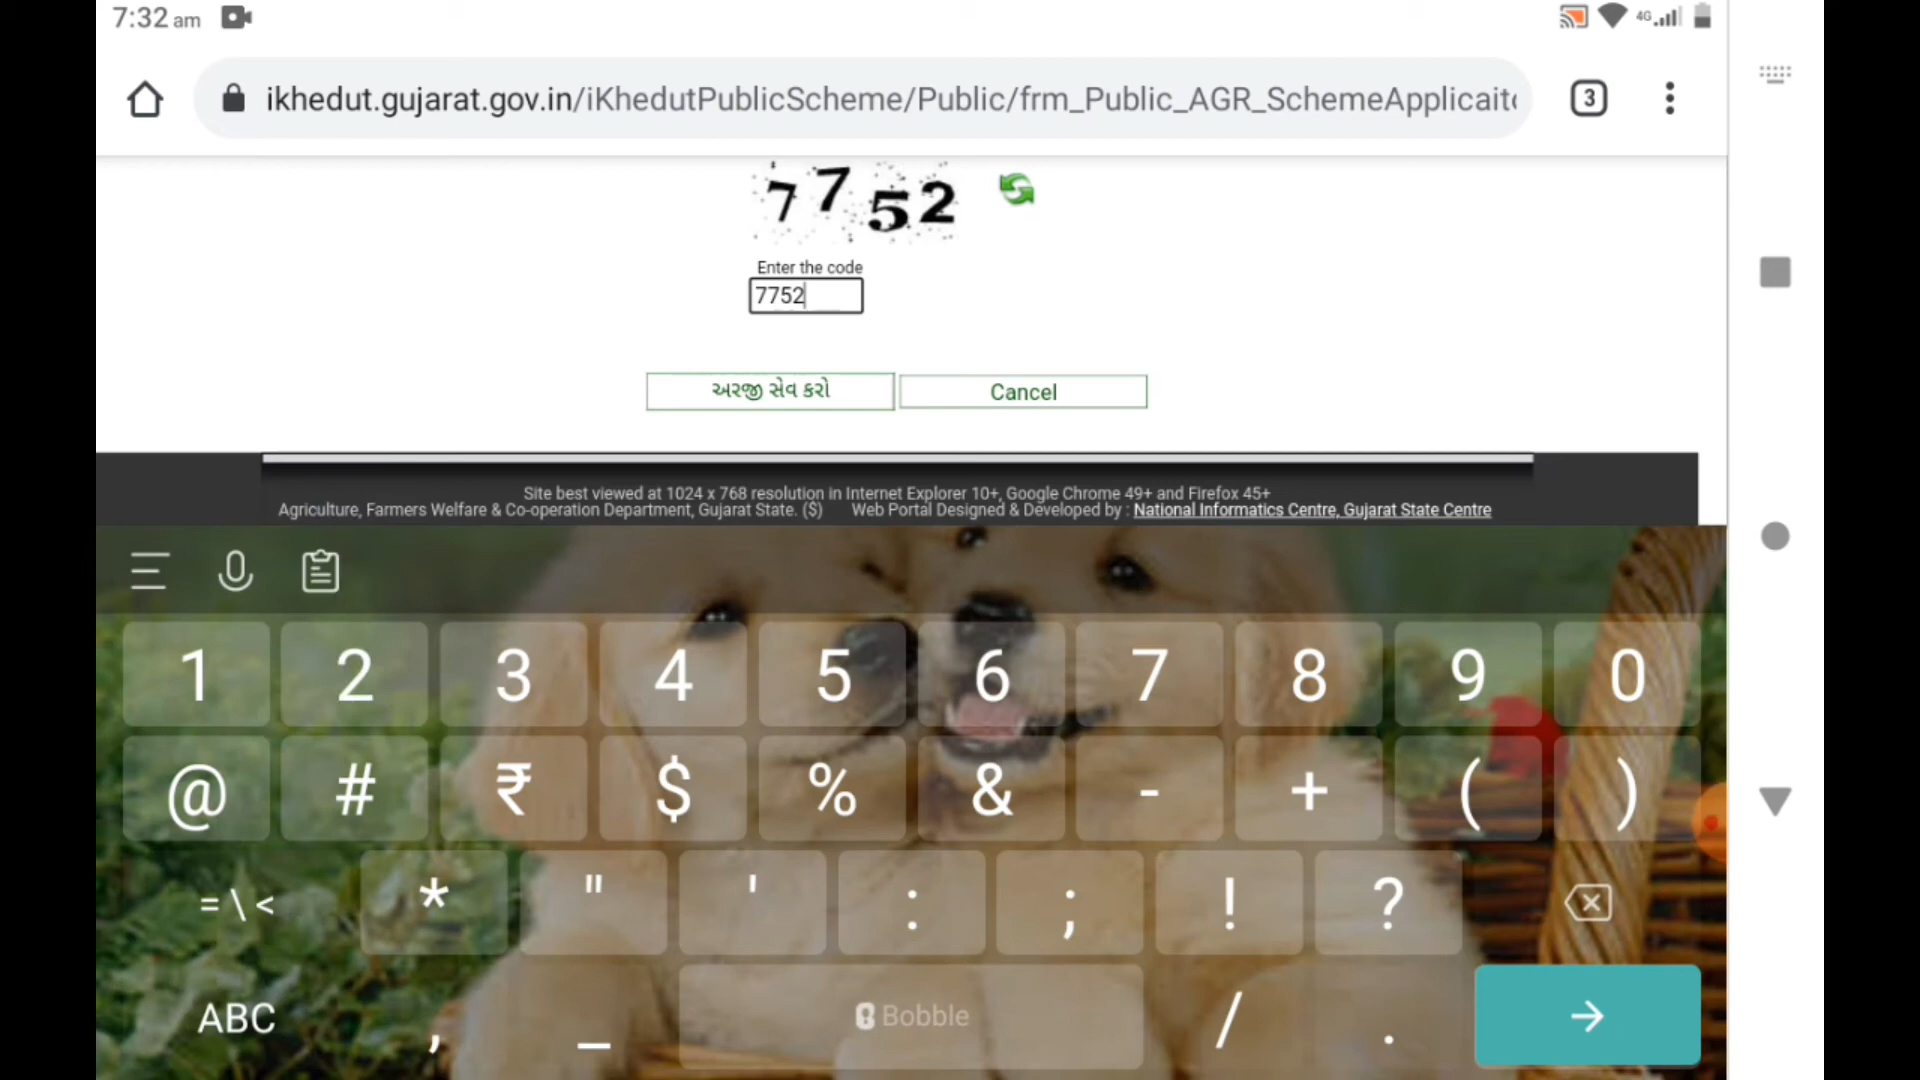 7:32 am
4G
ikhedut.gujarat.gov.in/iKhedutPublicScheme/Public/frm_Public_AGR_SchemeApplicait
3
7752
Enter the code
7752
અરજી સેવ કરો Cancel
Site best viewed at 1024 x 768 resolution in Internet Explorer 10+, Google Chrome 49+ and Firefox 45+
Agriculture, Farmers Welfare & Co-operation Department, Gujarat State. ($) Web Portal Designed & Developed by : National Informatics Centre, Gujarat State Centre
1 2 3 4 5 6 7 8 9 0
@ # ₹ $ % & - + ( )
= \ < * " ' : ; ! ?
ABC , _ Bobble / .